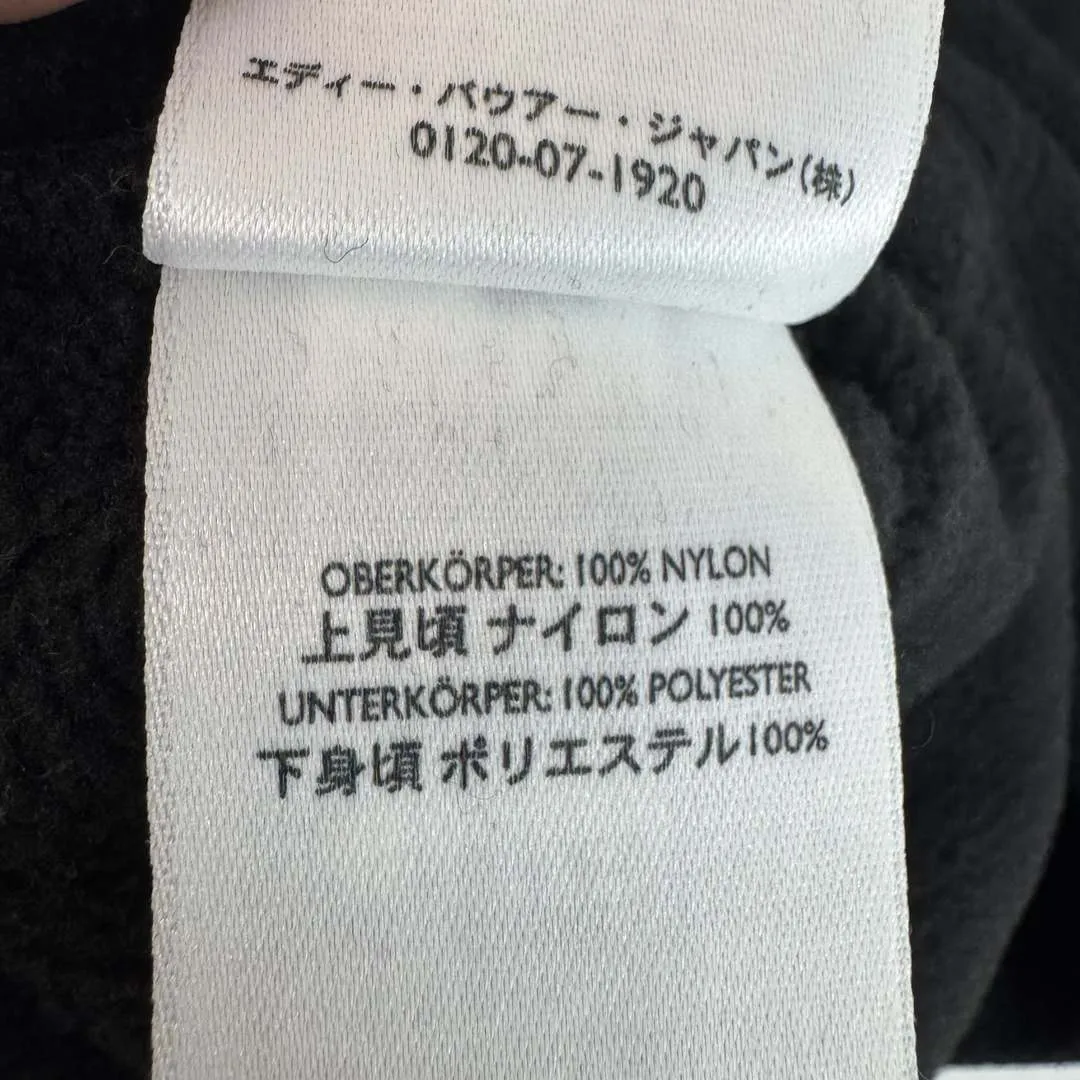 エディー・バウアー・ジャパン(株)
0120-07-1920
OBERKÖRPER: 100% NYLON
上見頃 ナイロン 100%
UNTERKÖRPER: 100% POLYESTER
下身頃 ポリエステル100%